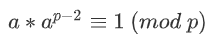 a ∗ a^{p−2} ≡ 1 (mod p)